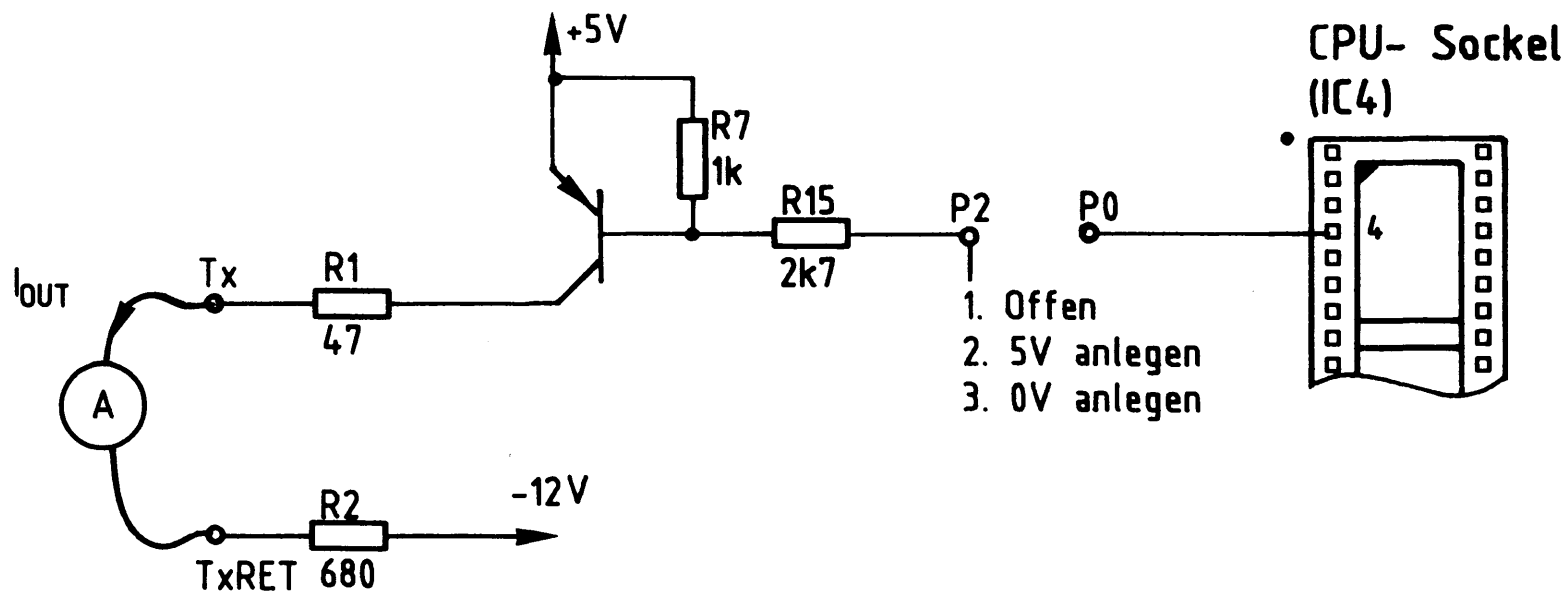 +5V
CPU- Sockel
(IC4)
R7
1k
R15
2k7
P2
P0
4
1. Offen
2. 5V anlegen
3. 0V anlegen
IOUT
Tx
R1
47
A
-12V
R2
TxRET 680